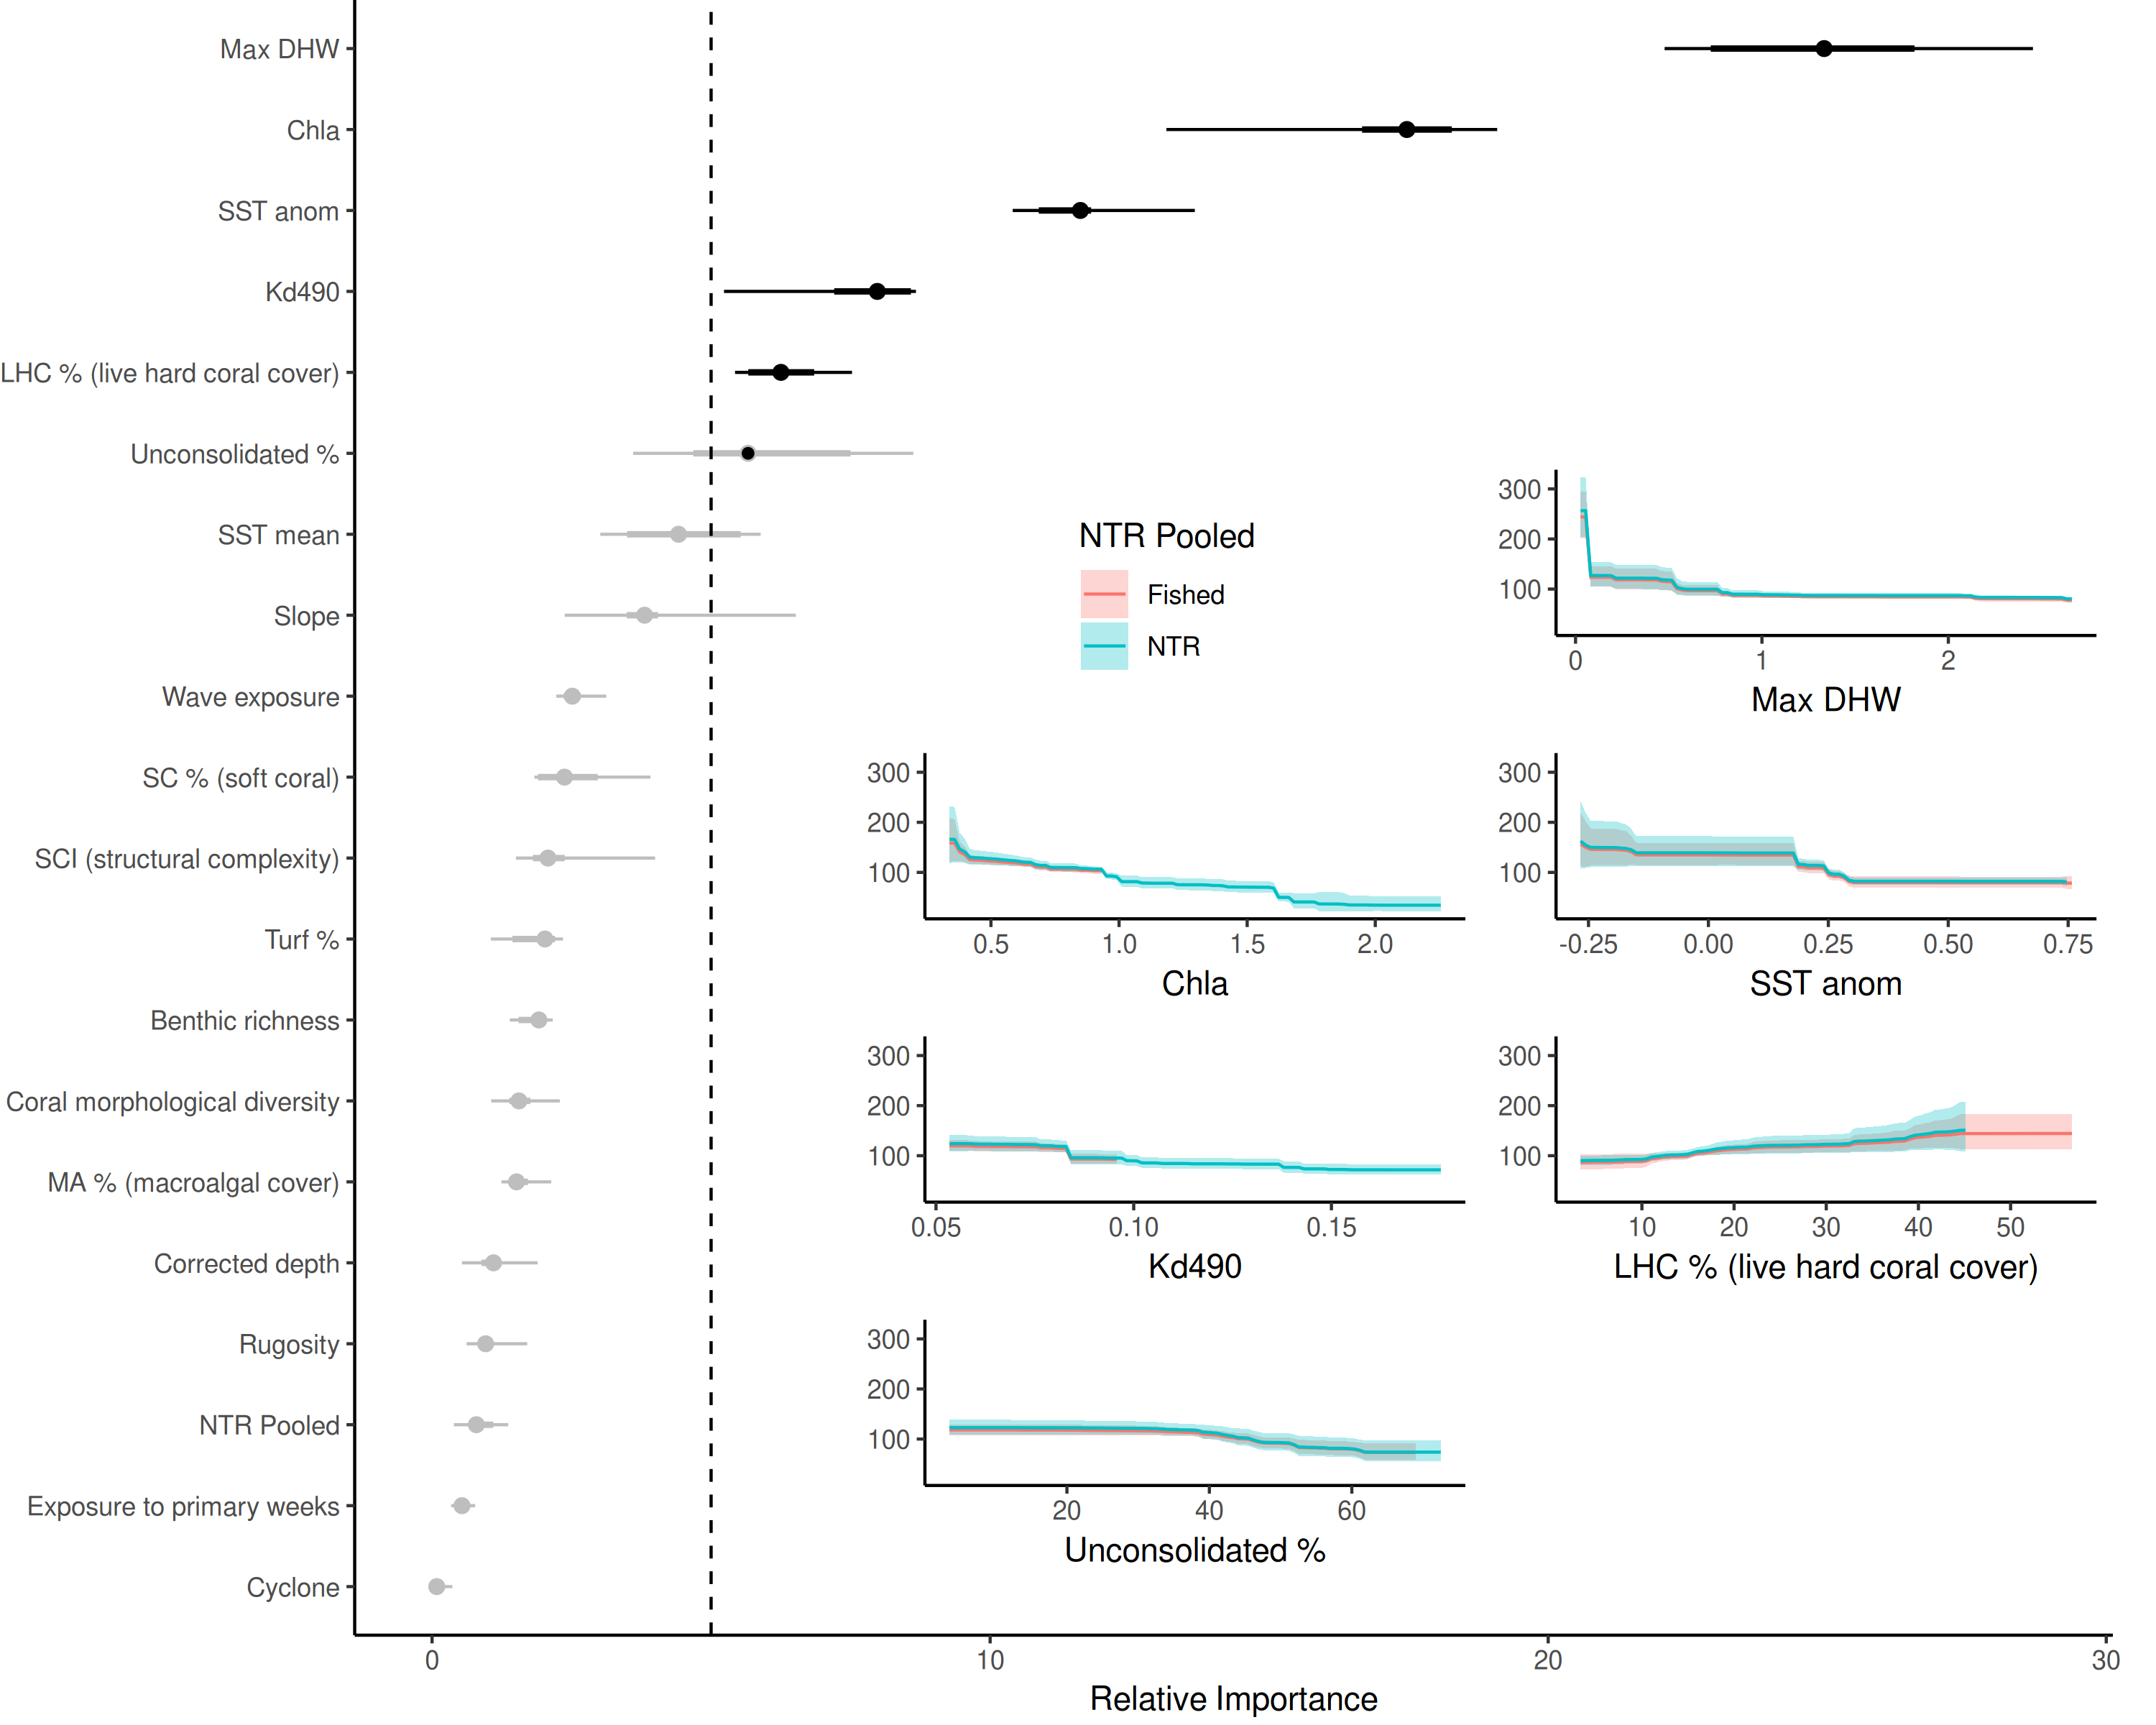 Max DHW
Chla
SST anom
Kd490
LHC % (live hard coral cover)
Unconsolidated %
SST mean
Slope
Wave exposure
SC % (soft coral)
SCI (structural complexity)
Turf %
Benthic richness
Coral morphological diversity
MA % (macroalgal cover)
Corrected depth
Rugosity
NTR Pooled
Exposure to primary weeks
Cyclone
0 10 20 30
Relative Importance
NTR Pooled
Fished
NTR
300
200
100
0 1 2
Max DHW
300
200
100
0.5 1.0 1.5 2.0
Chla
300
200
100
-0.25 0.00 0.25 0.50 0.75
SST anom
300
200
100
0.05 0.10 0.15
Kd490
300
200
100
10 20 30 40 50
LHC % (live hard coral cover)
300
200
100
20 40 60
Unconsolidated %